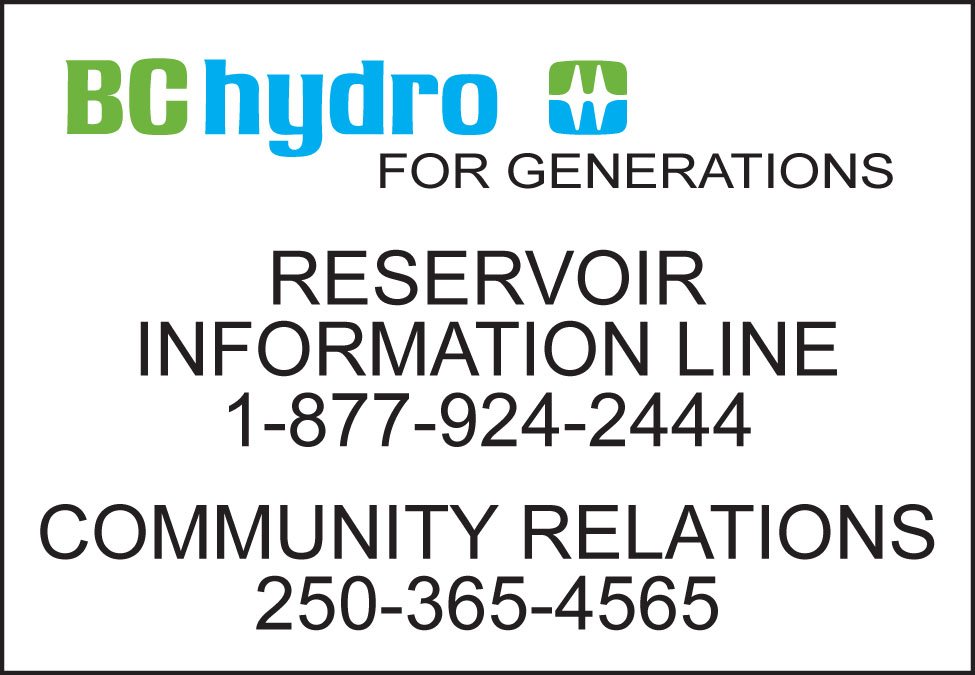 BC hydro
FOR GENERATIONS
RESERVOIR
INFORMATION LINE
1-877-924-2444
COMMUNITY RELATIONS
250-365-4565